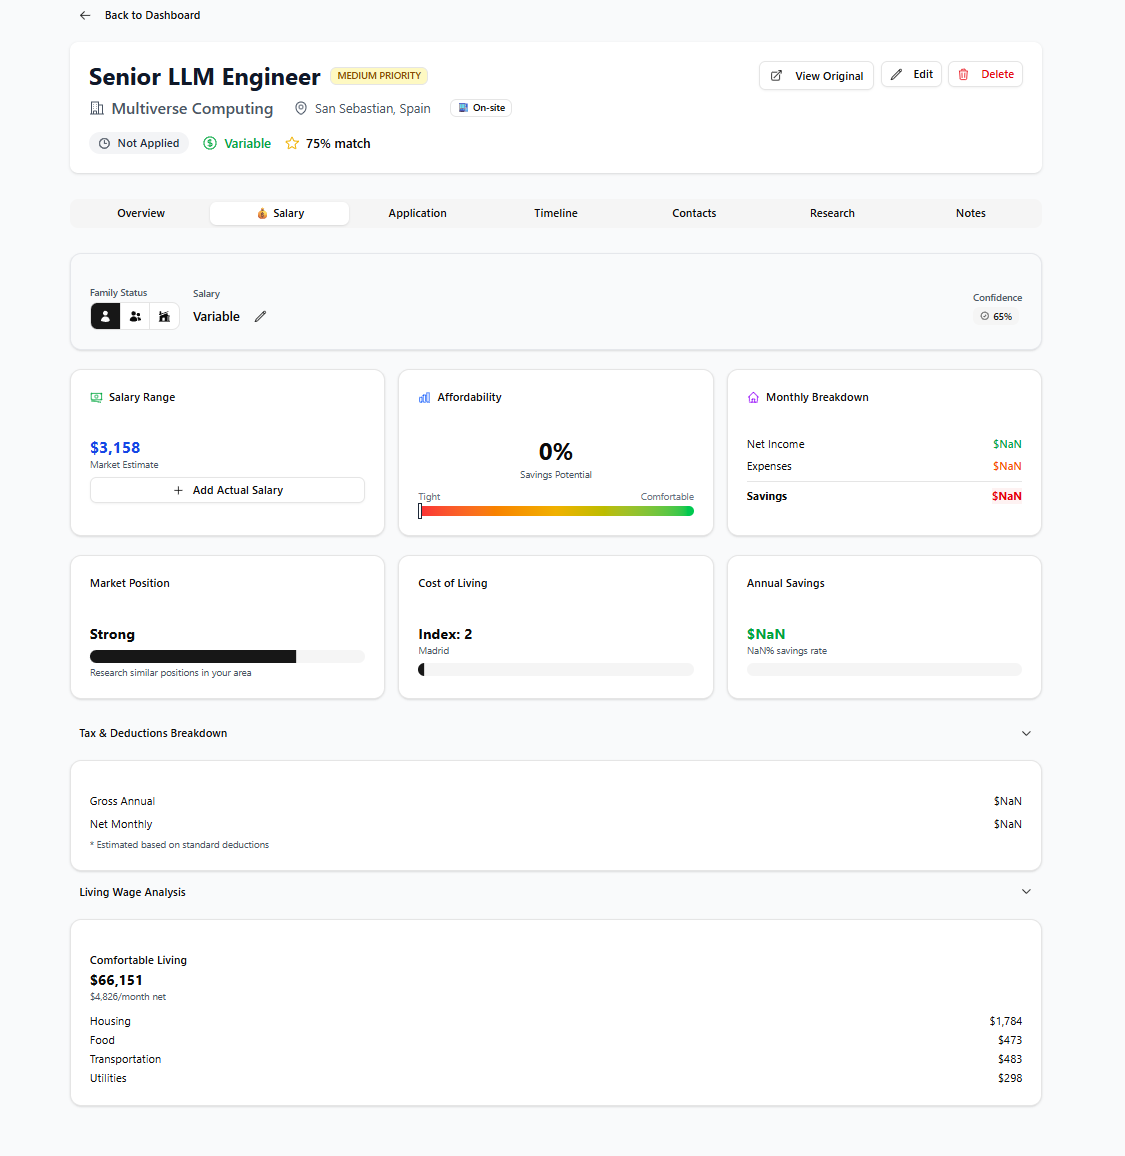 Back to Dashboard
Senior LLM Engineer
MEDIUM PRIORITY
View Original
Edit
Delete
Multiverse Computing
San Sebastian, Spain
On-site
Not Applied
Variable
75% match
Overview
Salary
Application
Timeline
Contacts
Research
Notes
Family Status
Salary
Variable
Confidence
65%
Salary Range
$3,158
Market Estimate
+ Add Actual Salary
Affordability
0%
Savings Potential
Tight
Comfortable
Monthly Breakdown
Net Income $NaN
Expenses $NaN
Savings $NaN
Market Position
Strong
Research similar positions in your area
Cost of Living
Index: 2
Madrid
Annual Savings
$NaN
NaN% savings rate
Tax & Deductions Breakdown
Gross Annual $NaN
Net Monthly $NaN
* Estimated based on standard deductions
Living Wage Analysis
Comfortable Living
$66,151
$4,826/month net
Housing $1,784
Food $473
Transportation $483
Utilities $298